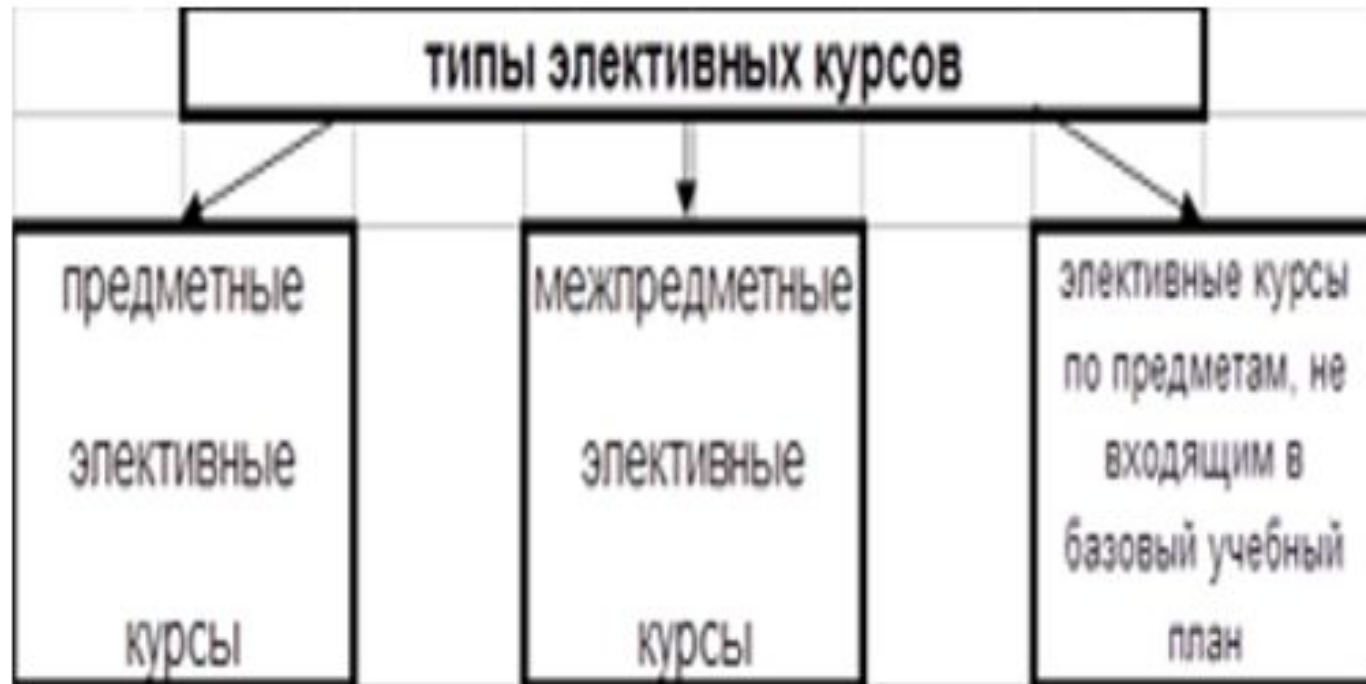 типы элективных курсов
предметные
элективные
курсы
межпредметные
элективные
курсы
элективные курсы
по предметам, не
входящим в
базовый учебный
план